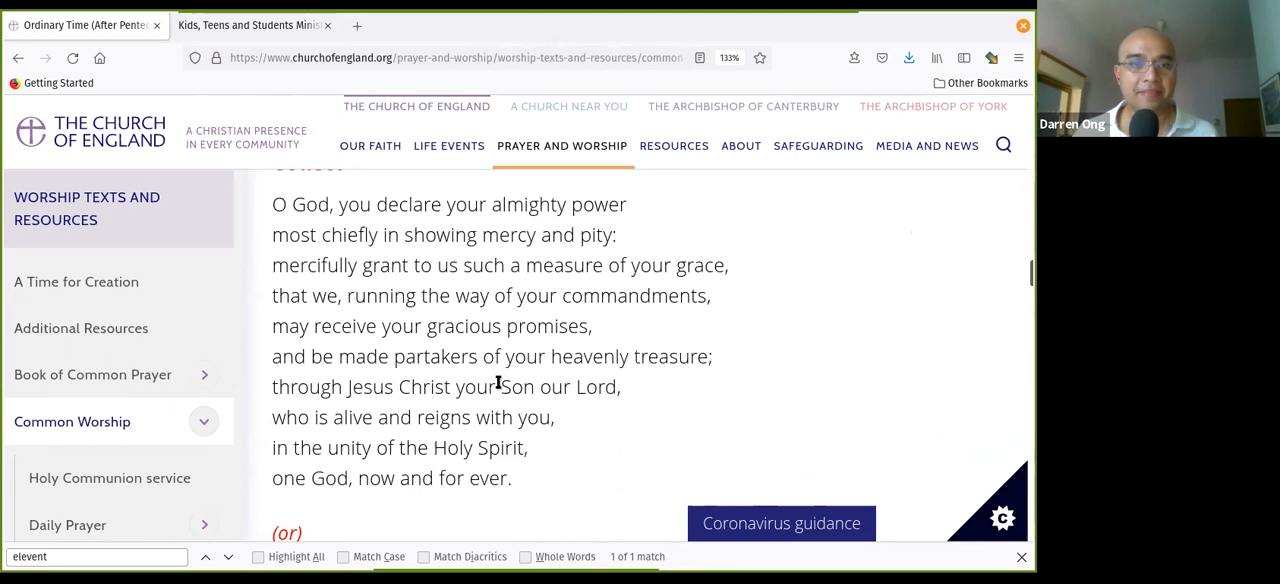 Ordinary Time (After Pentec
Kids, Teens and Students Minist
https://www.churchofengland.org/prayer-and-worship/worship-texts-and-resources/common
133%
Getting Started
Other Bookmarks
THE CHURCH OF ENGLAND
A CHURCH NEAR YOU
THE ARCHBISHOP OF CANTERBURY
THE ARCHBISHOP OF YORK
THE CHURCH
OF ENGLAND
A CHRISTIAN PRESENCE
IN EVERY COMMUNITY
OUR FAITH
LIFE EVENTS
PRAYER AND WORSHIP
RESOURCES
ABOUT
SAFEGUARDING
MEDIA AND NEWS
Darren Ong
WORSHIP TEXTS AND
RESOURCES
A Time for Creation
Additional Resources
Book of Common Prayer
Common Worship
Holy Communion service
Daily Prayer
O God, you declare your almighty power
most chiefly in showing mercy and pity:
mercifully grant to us such a measure of your grace,
that we, running the way of your commandments,
may receive your gracious promises,
and be made partakers of your heavenly treasure;
through Jesus Christ your Son our Lord,
who is alive and reigns with you,
in the unity of the Holy Spirit,
one God, now and for ever.
(or)
Coronavirus guidance
C
elevent
Highlight All
Match Case
Match Diacritics
Whole Words
1 of 1 match